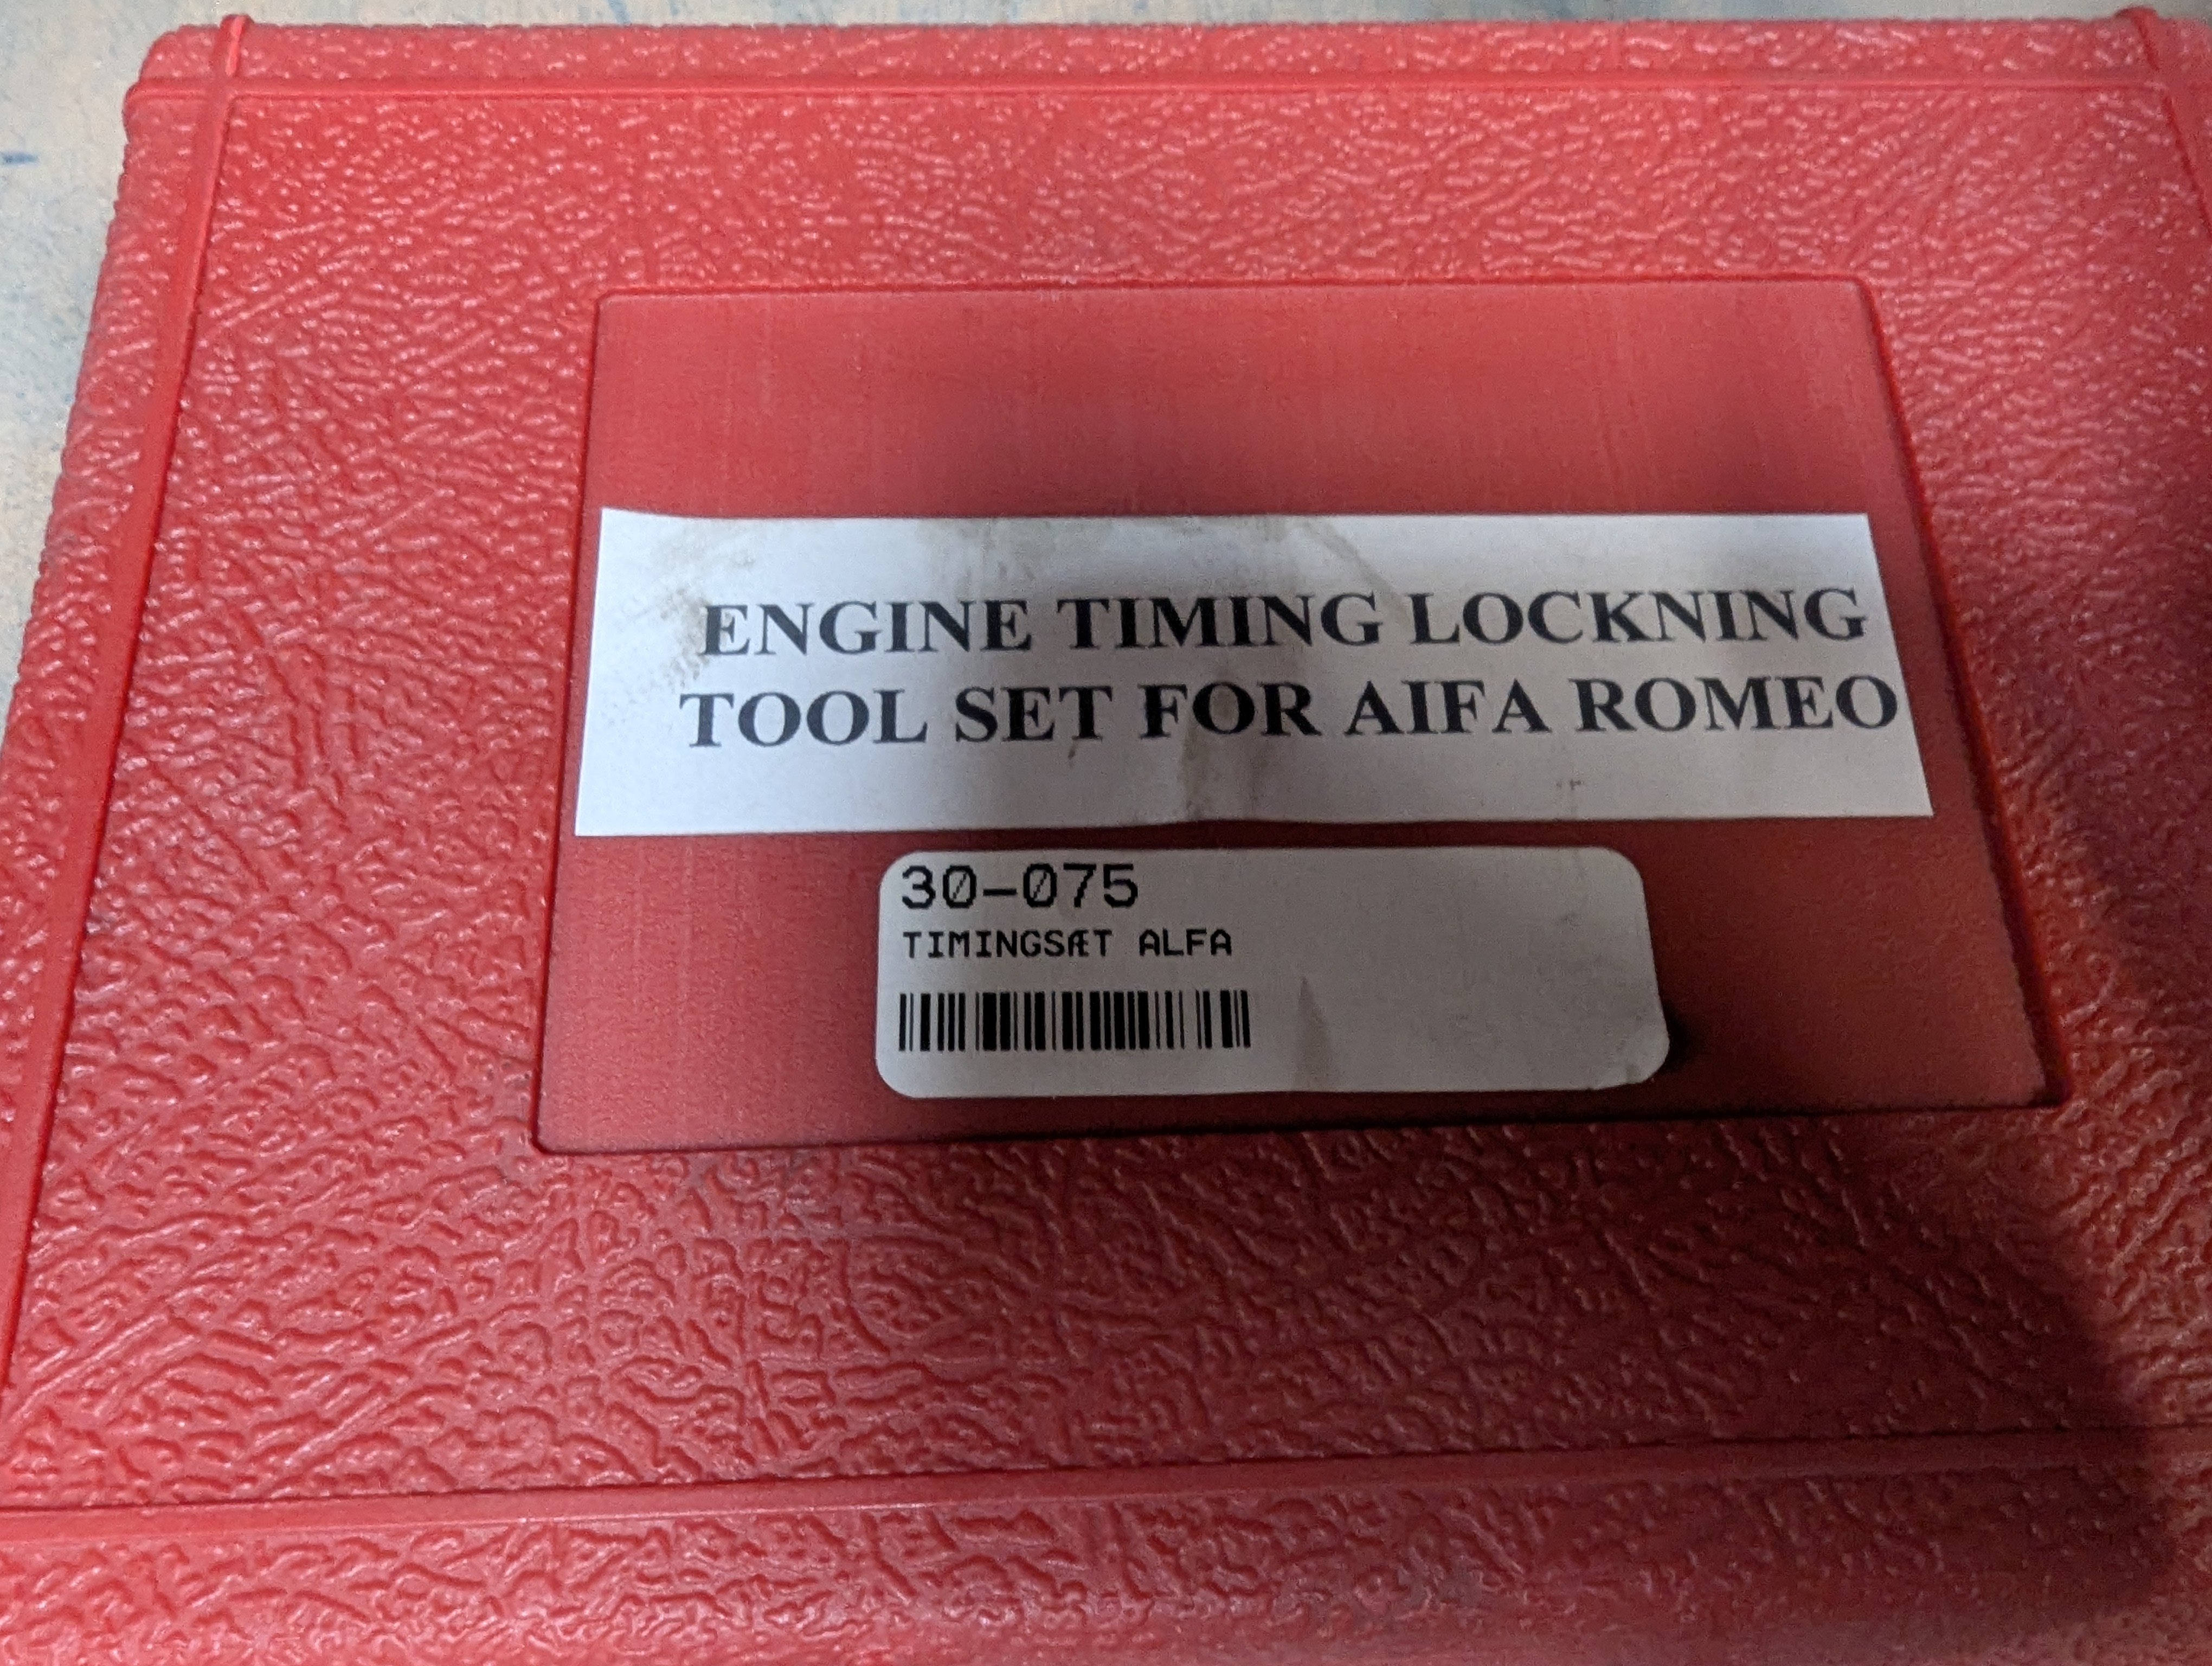 ENGINE TIMING LOCKNING
TOOL SET FOR AIFA ROMEO
30-075
TIMINGSÆT ALFA